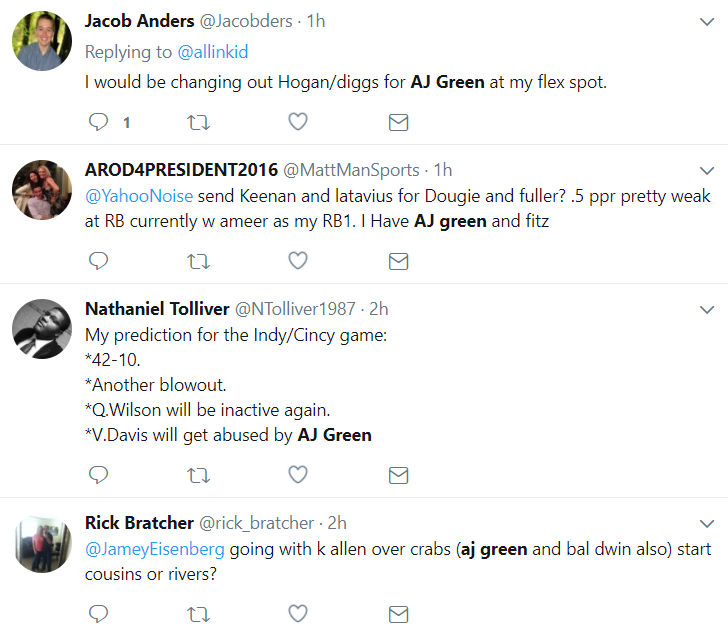 Jacob Anders @Jacobders · 1h
Replying to @allinkid
I would be changing out Hogan/diggs for AJ Green at my flex spot.
1
AROD4PRESIDENT2016 @MattManSports · 1h
@YahooNoise send Keenan and latavius for Dougie and fuller? .5 ppr pretty weak
at RB currently w ameer as my RB1. I Have AJ green and fitz
Nathaniel Tolliver @NTolliver1987 · 2h
My prediction for the Indy/Cincy game:
*42-10.
*Another blowout.
*Q.Wilson will be inactive again.
*V.Davis will get abused by AJ Green
Rick Bratcher @rick_bratcher · 2h
@JameyEisenberg going with k allen over crabs (aj green and bal dwin also) start
cousins or rivers?